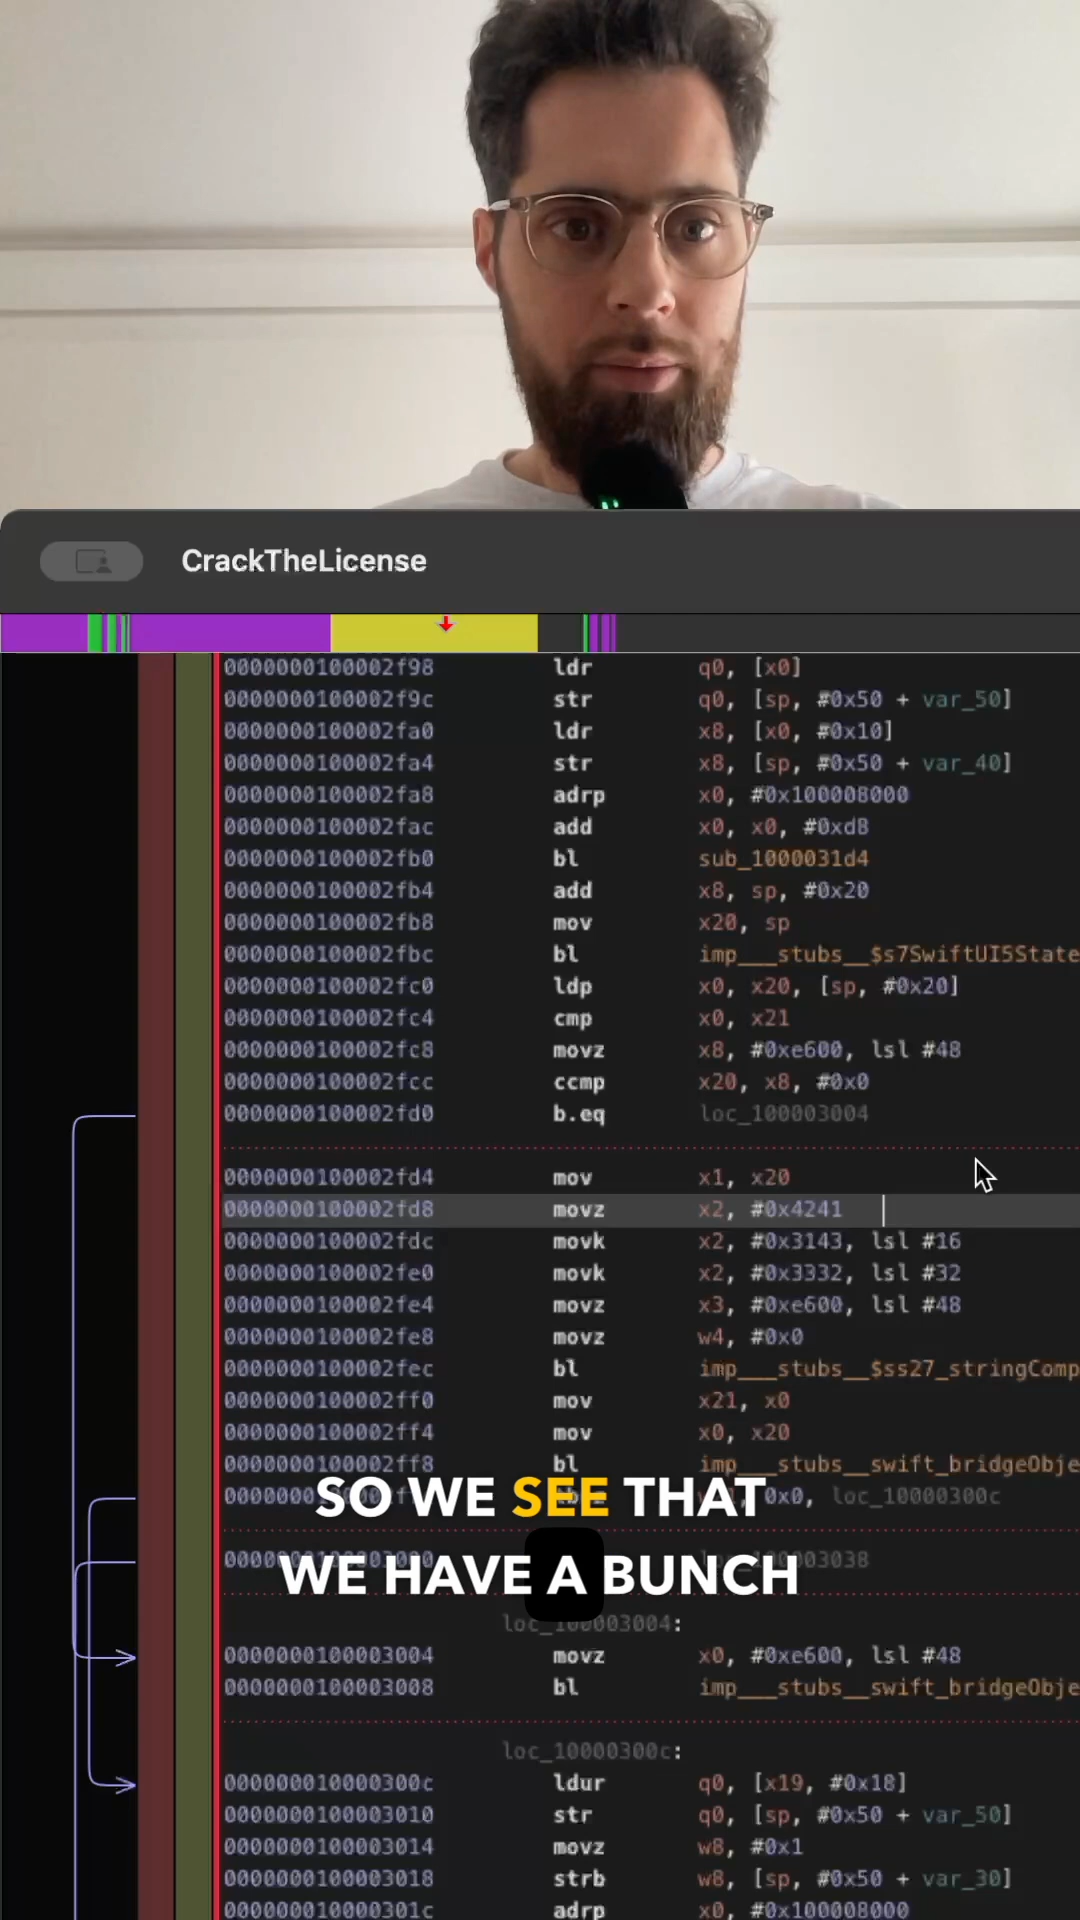 CrackTheLicense
0000000100002f98 ldr q0, [x0]
0000000100002f9c str q0, [sp, #0x50 + var_50]
0000000100002fa0 ldr x8, [x0, #0x10]
0000000100002fa4 str x8, [sp, #0x50 + var_40]
0000000100002fa8 adrp x0, #0x100008000
0000000100002fac add x0, x0, #0xd8
0000000100002fb0 bl sub_1000031d4
0000000100002fb4 add x8, sp, #0x20
0000000100002fb8 mov x20, sp
0000000100002fbc bl imp___stubs__$s7SwiftUI5State
0000000100002fc0 ldp x0, x20, [sp, #0x20]
0000000100002fc4 cmp x0, x21
0000000100002fc8 movz x8, #0xe600, lsl #48
0000000100002fcc ccmp x20, x8, #0x0
0000000100002fd0 b.eq loc_100003004
0000000100002fd4 mov x1, x20
0000000100002fd8 movz x2, #0x4241
0000000100002fdc movk x2, #0x3143, lsl #16
0000000100002fe0 movk x2, #0x3332, lsl #32
0000000100002fe4 movz x3, #0xe600, lsl #48
0000000100002fe8 movz w4, #0x0
0000000100002fec bl imp___stubs__$ss27_stringComp
0000000100002ff0 mov x21, x0
0000000100002ff4 mov x0, x20
0000000100002ff8 bl imp___stubs__swift_bridgeObje
0x0, loc_10000300c
SO WE SEE THAT
WE HAVE A BUNCH
loc_100003004:
0000000100003004 movz x0, #0xe600, lsl #48
0000000100003008 bl imp___stubs__swift_bridgeObje
loc_10000300c:
000000010000300c ldur q0, [x19, #0x18]
0000000100003010 str q0, [sp, #0x50 + var_50]
0000000100003014 movz w8, #0x1
0000000100003018 strb w8, [sp, #0x50 + var_30]
000000010000301c adrp x0, #0x100008000